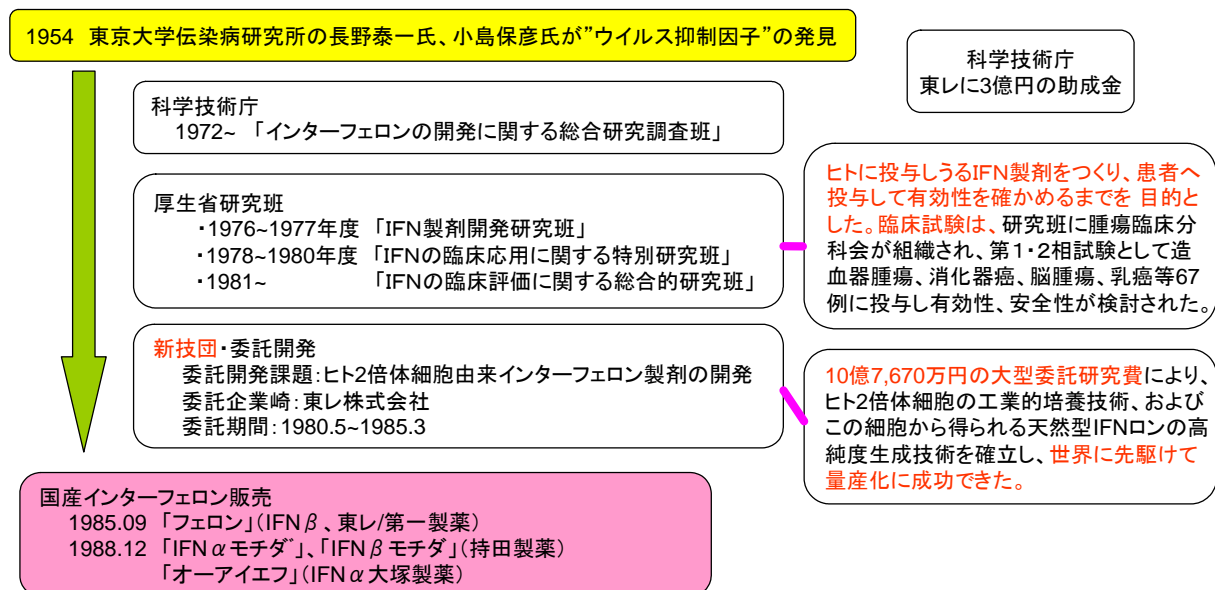 1954 東京大学伝染病研究所の長野泰一氏、小島保彦氏が”ウイルス抑制因子”の発見
科学技術庁
東レに3億円の助成金
科学技術庁
1972~ 「インターフェロンの開発に関する総合研究調査班」
厚生省研究班
・1976~1977年度 「IFN製剤開発研究班」
・1978~1980年度 「IFNの臨床応用に関する特別研究班」
・1981~ 「IFNの臨床評価に関する総合的研究班」
ヒトに投与しうるIFN製剤をつくり、患者へ
投与して有効性を確かめるまでを 目的と
した。臨床試験は、研究班に腫瘍臨床分
科会が組織され、第1・2相試験として造
血器腫瘍、消化器癌、脳腫瘍、乳癌等67
例に投与し有効性、安全性が検討された。
新技団・委託開発
委託開発課題:ヒト2倍体細胞由来インターフェロン製剤の開発
委託企業崎:東レ株式会社
委託期間:1980.5~1985.3
10億7,670万円の大型委託研究費により、
ヒト2倍体細胞の工業的培養技術、および
この細胞から得られる天然型IFNロンの高
純度生成技術を確立し、世界に先駆けて
量産化に成功できた。
国産インターフェロン販売
1985.09 「フェロン」(IFNβ、東レ/第一製薬)
1988.12 「IFNαモチダ」、「IFNβモチダ」(持田製薬)
「オーアイエフ」(IFNα大塚製薬)